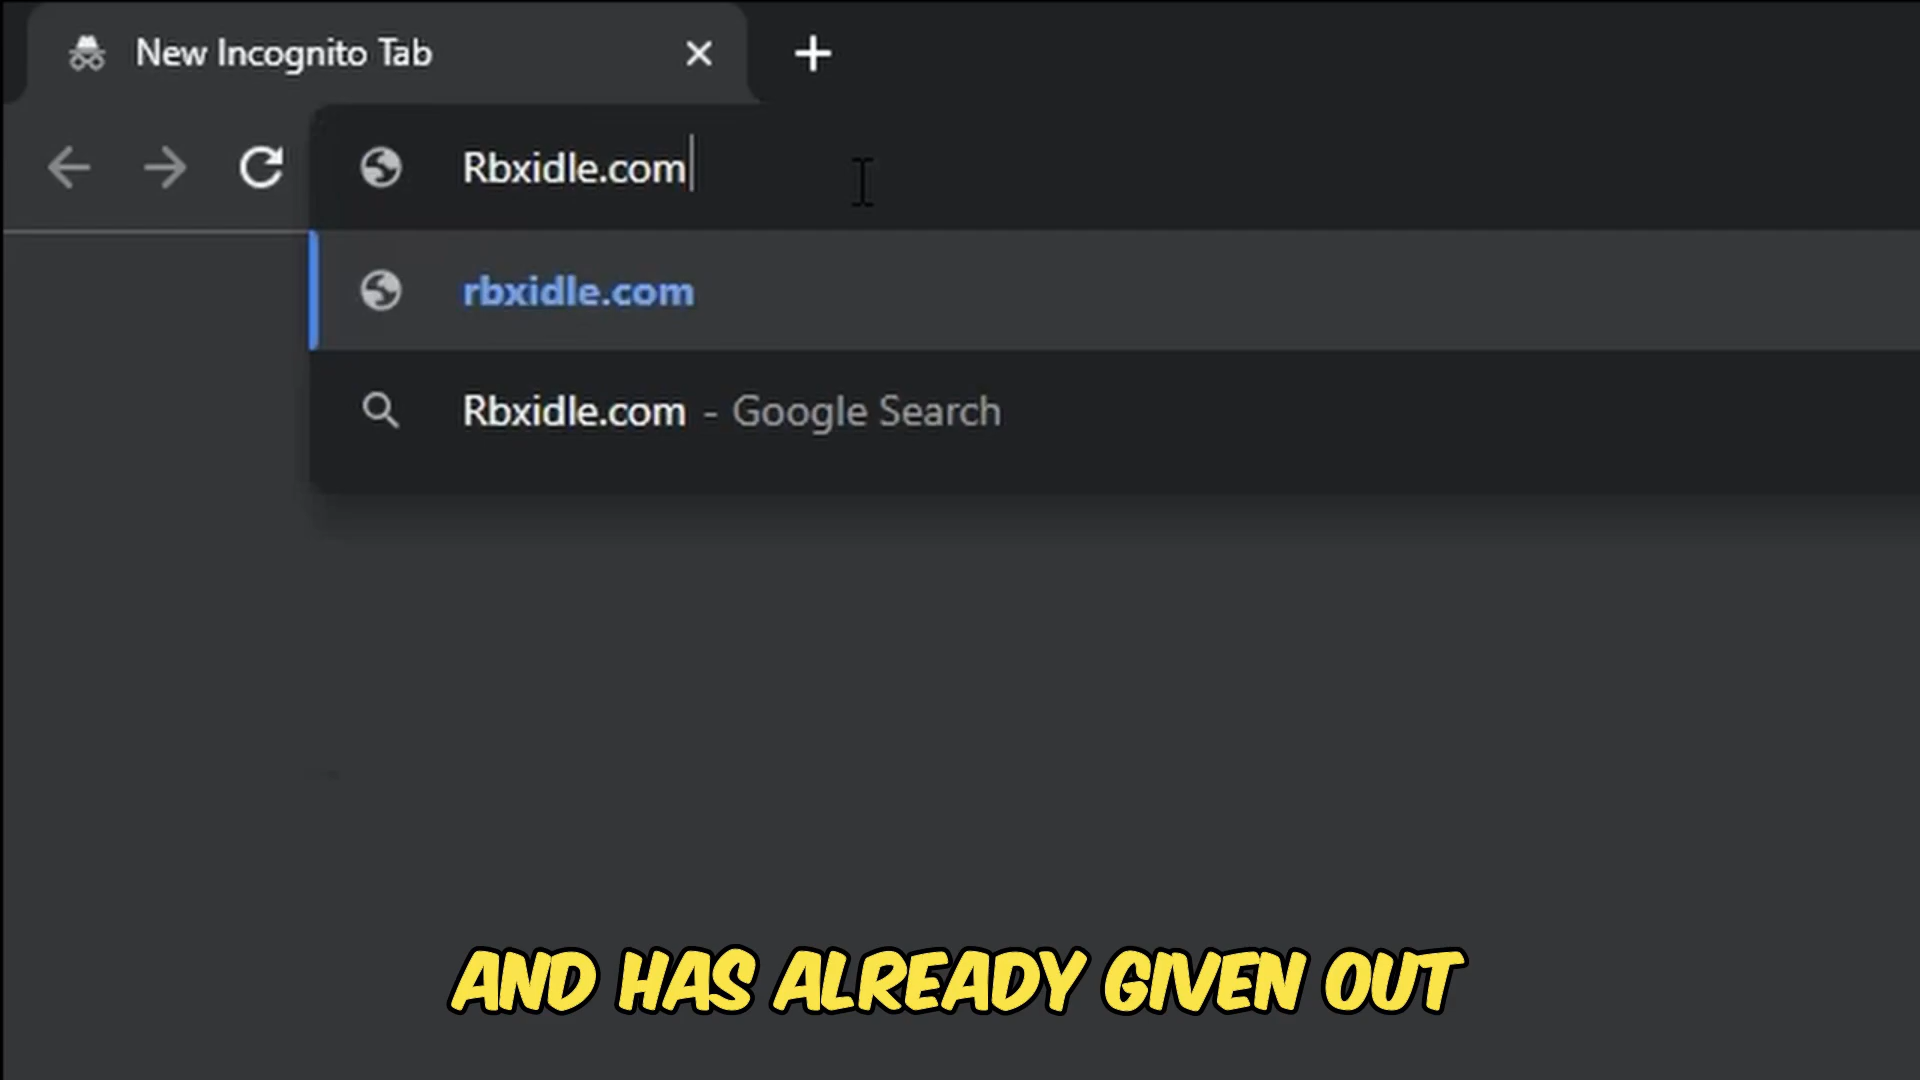 New Incognito Tab
Rbxidle.com
rbxidle.com
Rbxidle.com - Google Search
AND HAS ALREADY GIVEN OUT